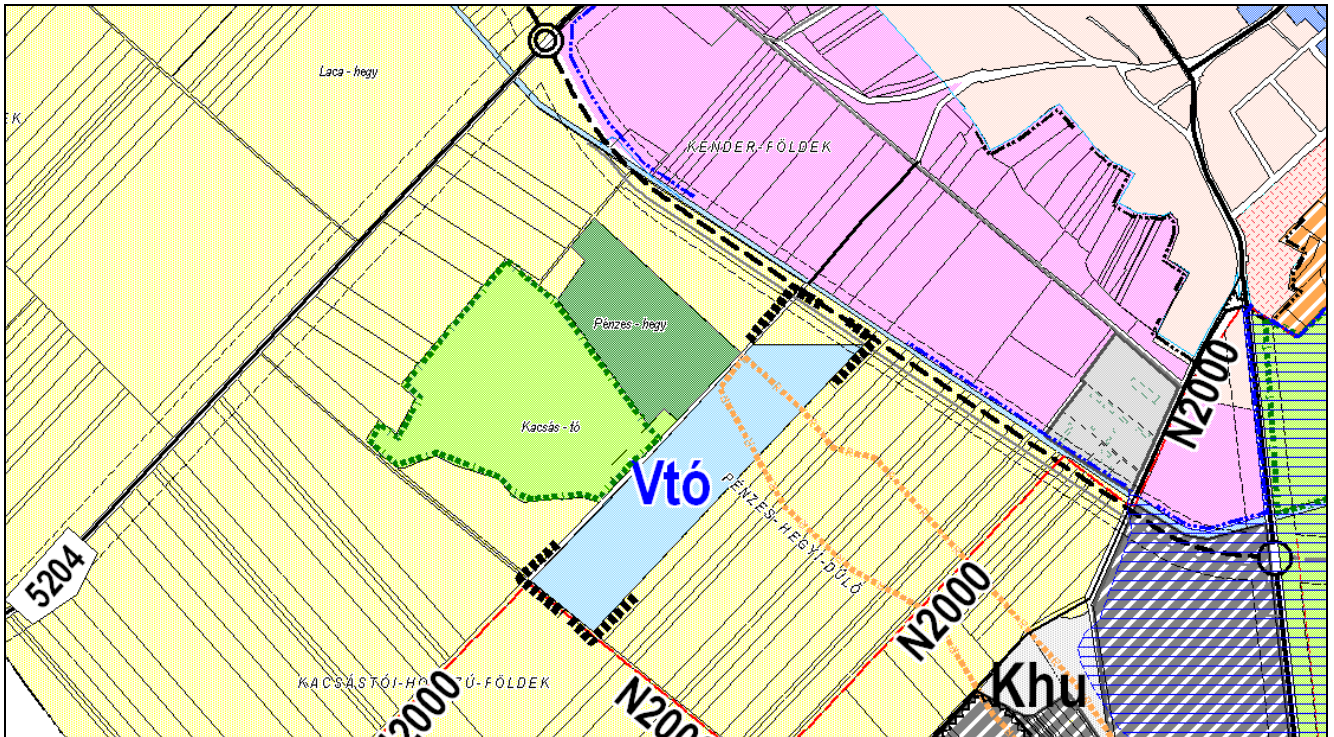 Laca - hegy
KENDER-FÖLDEK
Pénzes - hegy
N2000
Kacsás - tó
Vtó
PÉNZES-HEGYI-DŰLŐ
5204
N2000
Khu
KACSÁSTÓI-HOSSZÚ-FÖLDEK
N2000
N2000